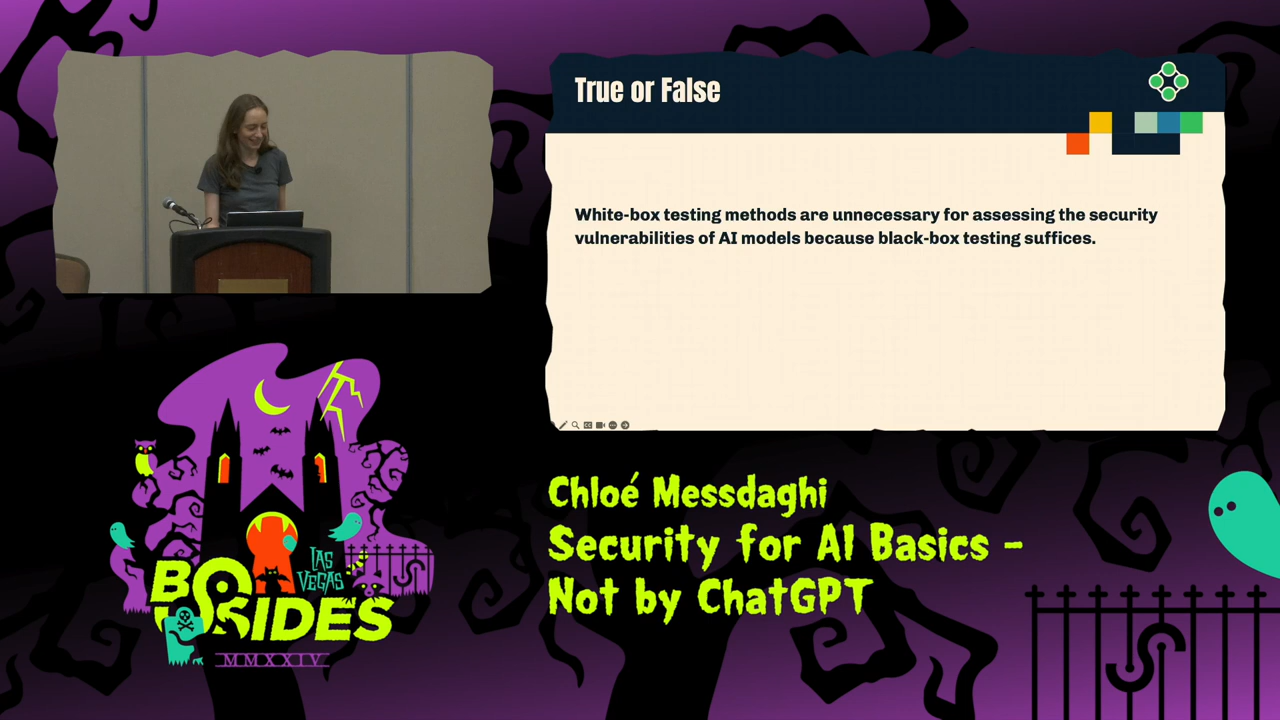 True or False
White-box testing methods are unnecessary for assessing the security
vulnerabilities of AI models because black-box testing suffices.
LAS
VEGAS
BSIDES
MMXXIV
Chloé Messdaghi
Security for AI Basics -
Not by ChatGPT